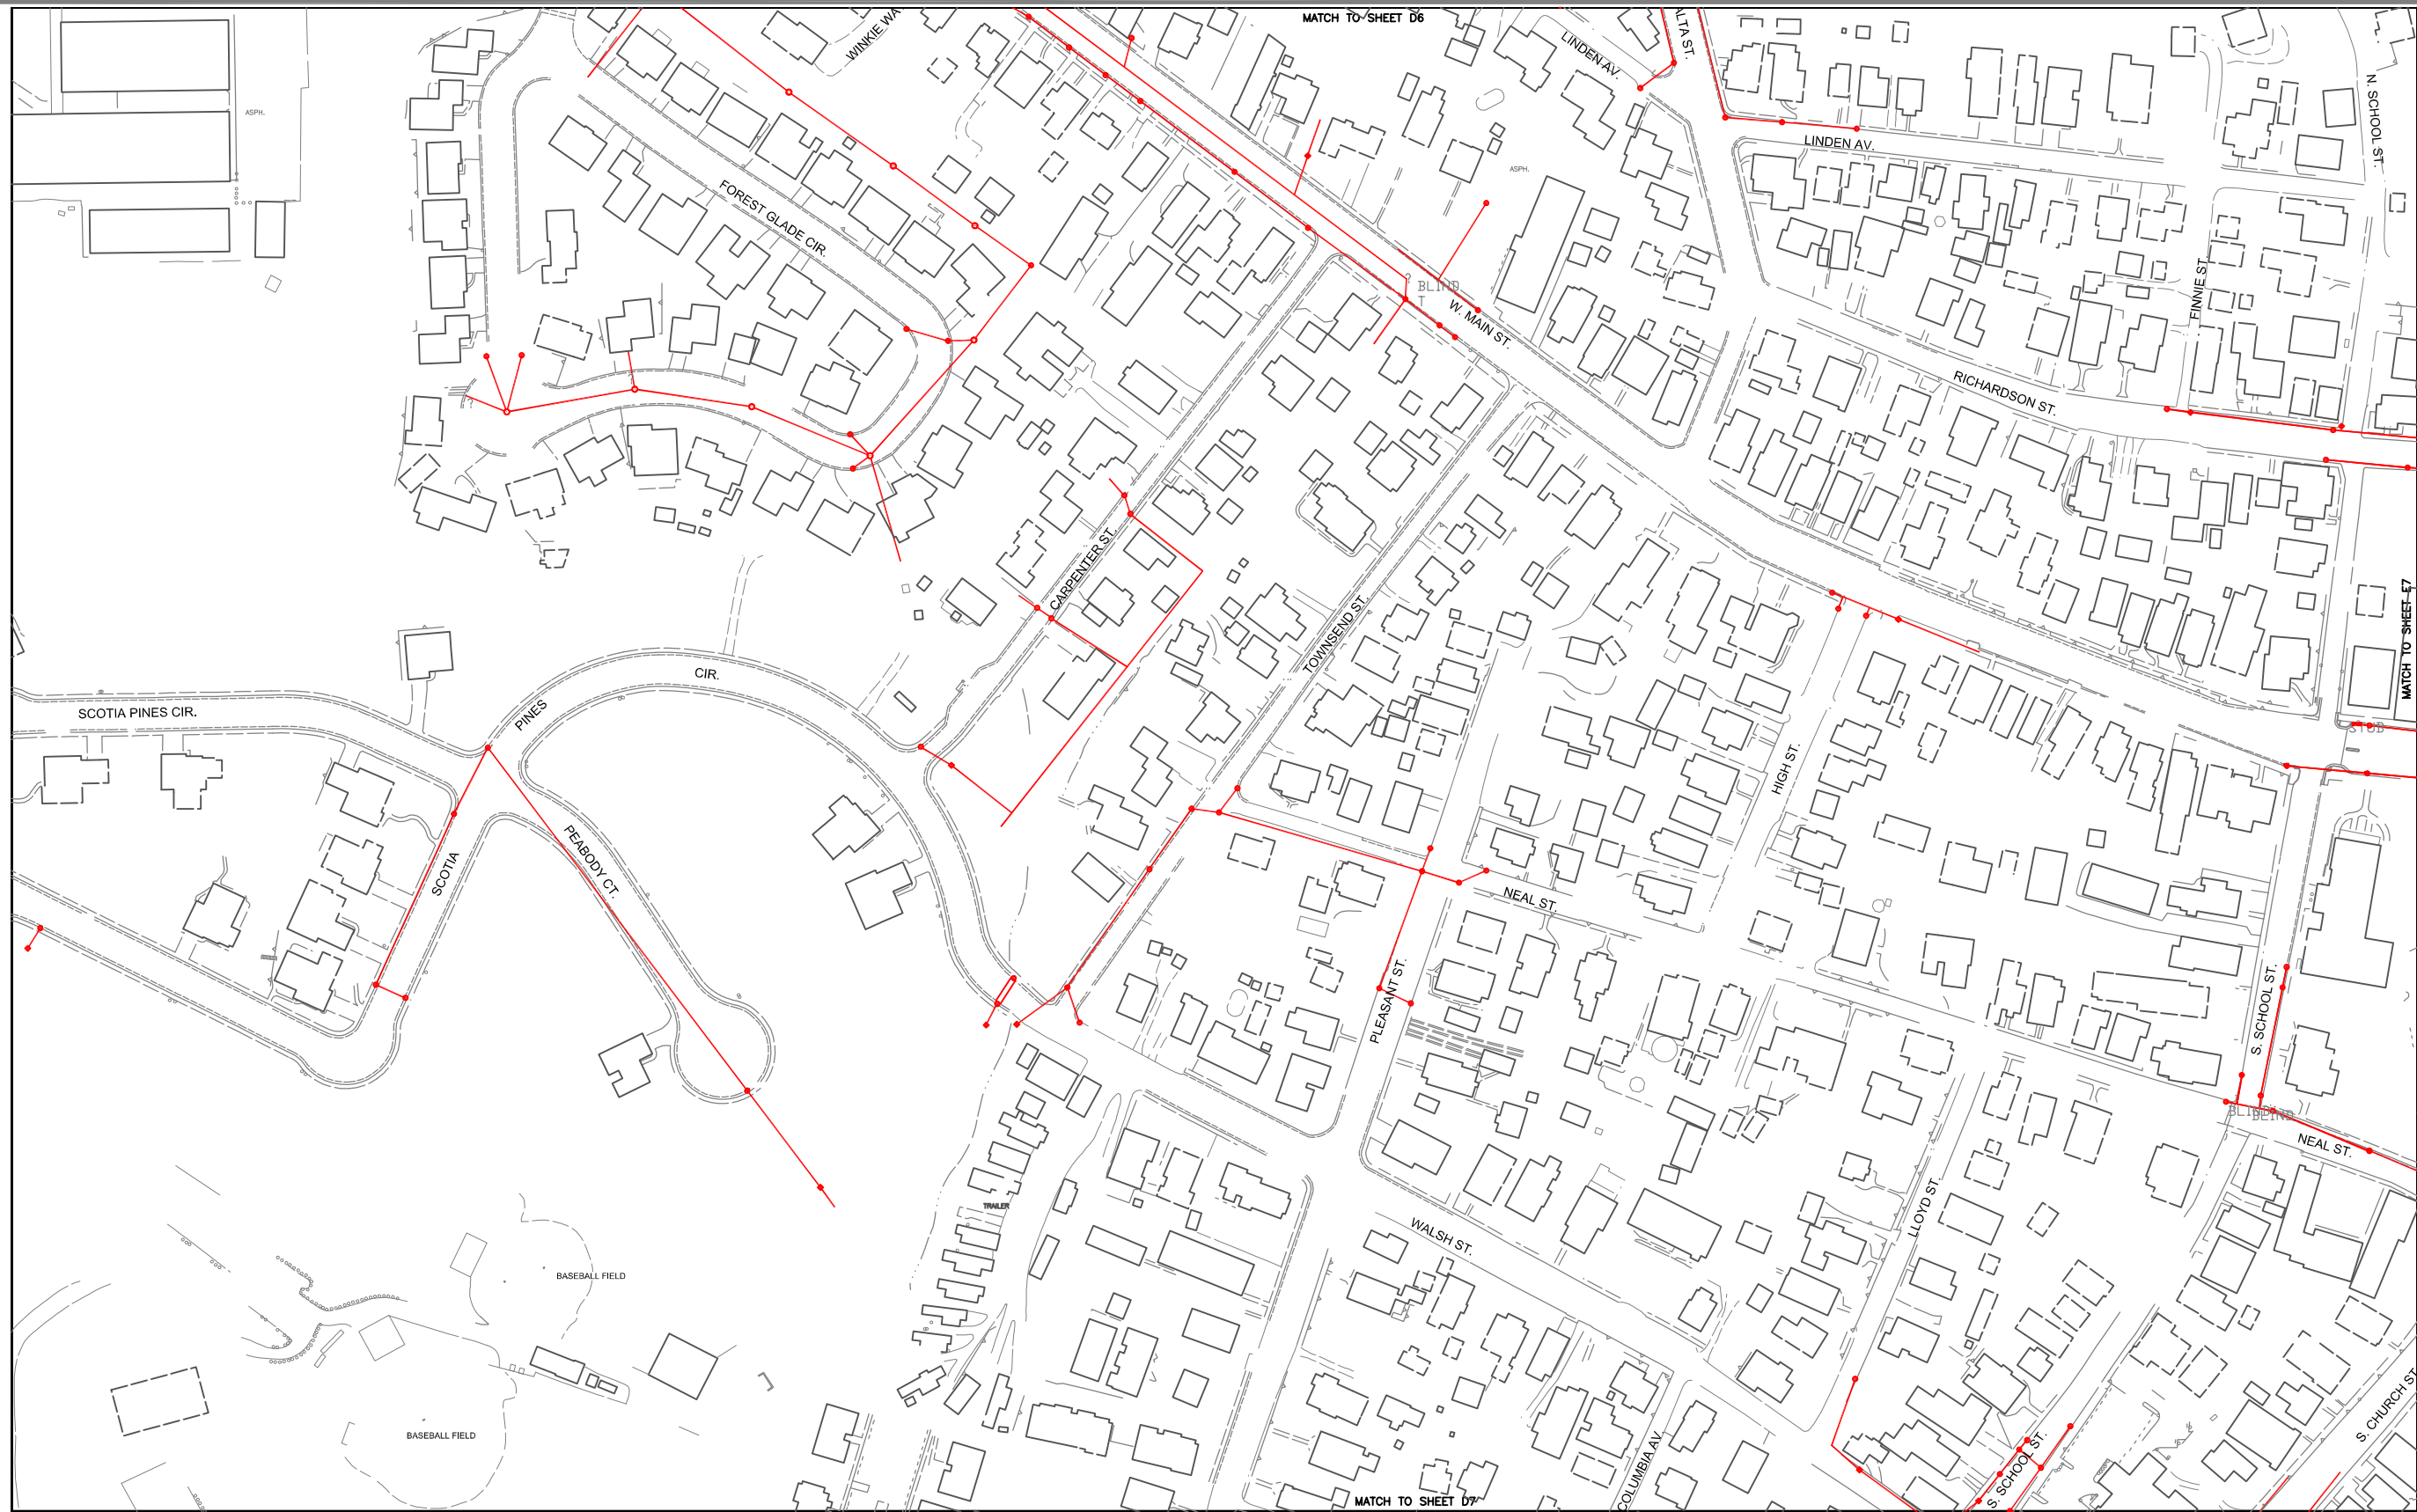 MATCH TO SHEET D6
WINKIE WA
LINDEN AV.
ALTA ST.
N. SCHOOL ST.
ASPH.
LINDEN AV.
ASPH.
FOREST GLADE CIR.
FINNIE ST.
BLIND
T
W. MAIN ST.
RICHARDSON ST.
CARPENTER ST.
TOWNSEND ST.
MATCH TO SHEET E7
CIR.
PINES
SCOTIA PINES CIR.
STUB
HIGH ST.
PEABODY CT.
SCOTIA
NEAL ST.
PLEASANT ST.
S. SCHOOL ST.
BLIND
BLIND
NEAL ST.
TRAILER
LLOYD ST.
WALSH ST.
BASEBALL FIELD
BASEBALL FIELD
S. CHURCH ST.
COLUMBIA AV.
S. SCHOOL ST.
MATCH TO SHEET D7